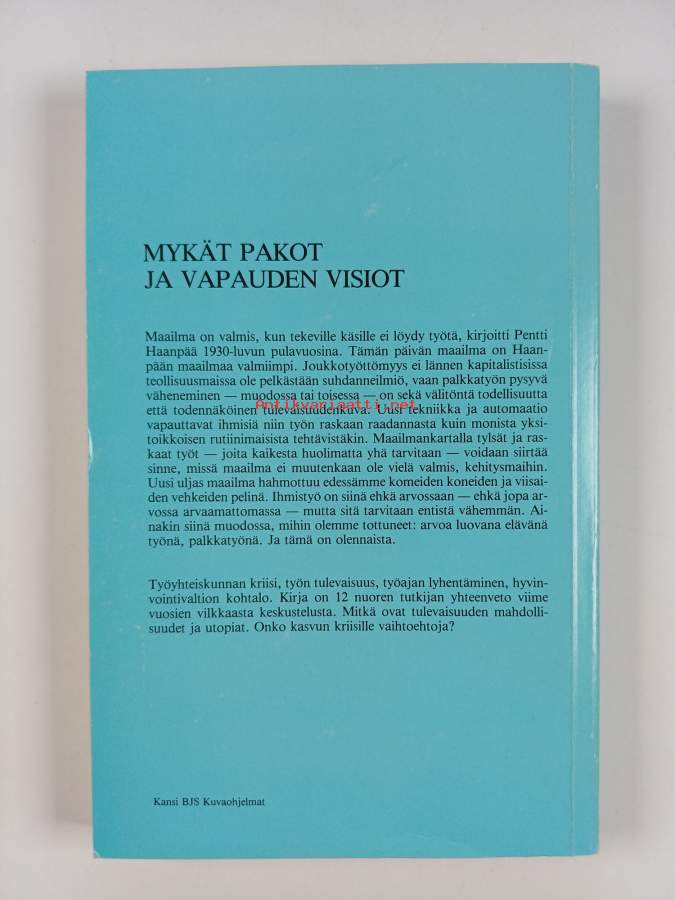 MYKÄT PAKOT
JA VAPAUDEN VISIOT
Maailma on valmis, kun tekeville käsille ei löydy työtä, kirjoitti Pentti
Haanpää 1930-luvun pulavuosina. Tämän päivän maailma on Haan-
pään maailmaa valmiimpi. Joukkotyöttömyys ei lännen kapitalistisissa
teollisuusmaissa ole pelkästään suhdanneilmiö, vaan palkkatyön pysyvä
väheneminen — muodossa tai toisessa — on sekä välitöntä todellisuutta
Antikvariaatti.net
että todennäköinen tulevaisuudenkuva. Uusi tekniikka ja automaatio
vapauttavat ihmisiä niin työn raskaan raadannasta kuin monista yksi-
toikkoisen rutiinimaisista tehtävistäkin. Maailmankartalla tylsät ja ras-
kaat työt — joita kaikesta huolimatta yhä tarvitaan — voidaan siirtää
sinne, missä maailma ei muutenkaan ole vielä valmis, kehitysmaihin.
Uusi uljas maailma hahmottuu edessämme komeiden koneiden ja viisai-
den vehkeiden pelinä. Ihmistyö on siinä ehkä arvossaan — ehkä jopa ar-
vossa arvaamattomassa — mutta sitä tarvitaan entistä vähemmän. Ai-
nakin siinä muodossa, mihin olemme tottuneet: arvoa luovana elävänä
työnä, palkkatyönä. Ja tämä on olennaista.
Työyhteiskunnan kriisi, työn tulevaisuus, työajan lyhentäminen, hyvin-
vointivaltion kohtalo. Kirja on 12 nuoren tutkijan yhteenveto viime
vuosien vilkkaasta keskustelusta. Mitkä ovat tulevaisuuden mahdolli-
suudet ja utopiat. Onko kasvun kriisille vaihtoehtoja?
Kansi BJS Kuvaohjelmat